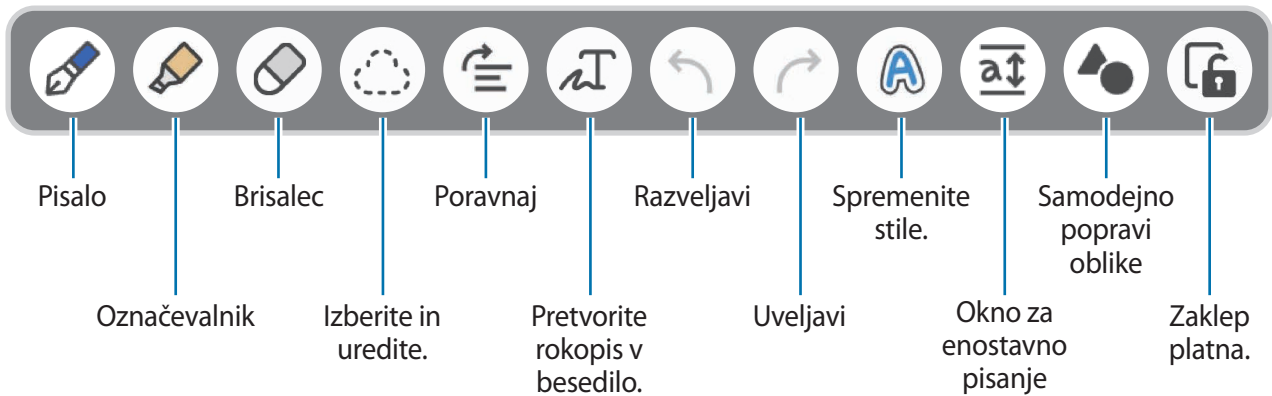 Pisalo
Brisalec
Poravnaj
Razveljavi
Spremenite
stile.
Samodejno
popravi
oblike
Označevalnik
Izberite in
uredite.
Pretvorite
rokopis v
besedilo.
Uveljavi
Okno za
enostavno
pisanje
Zaklep
platna.